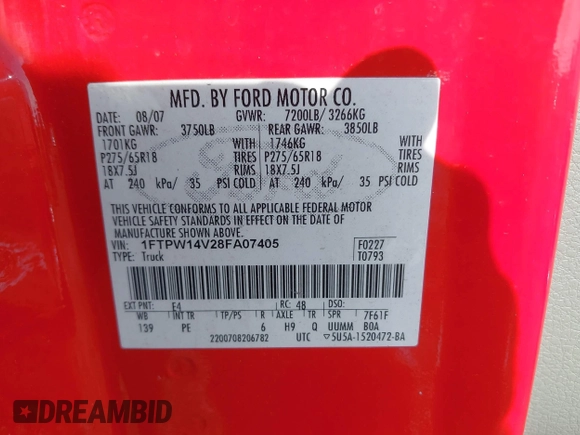 MFD. BY FORD MOTOR CO.
DATE: 08/07 GVWR: 7200LB/ 3266KG
FRONT GAWR: 3750LB REAR GAWR: 3850LB
1701KG WITH 1746KG WITH
P275/65R18 TIRES P275/65R18 TIRES
18X7.5J RIMS 18X7.5J RIMS
AT 240 kPa/ 35 PSI COLD AT 240 kPa/ 35 PSI COLD
THIS VEHICLE CONFORMS TO ALL APPLICABLE FEDERAL MOTOR
VEHICLE SAFETY STANDARDS IN EFFECT ON THE DATE OF
MANUFACTURE SHOWN ABOVE.
VIN: 1FTPW14V28FA07405 F0227
TYPE: Truck T0793
EXT PNT: F4 RC: 48 DSO:
WB INT TR TP/PS R AXLE TR SPR 7F61F
139 PE 6 H9 Q UUMM B0A
2200708206782 UTC ▽5U5A-1520472-BA
Ford
DREAMBID